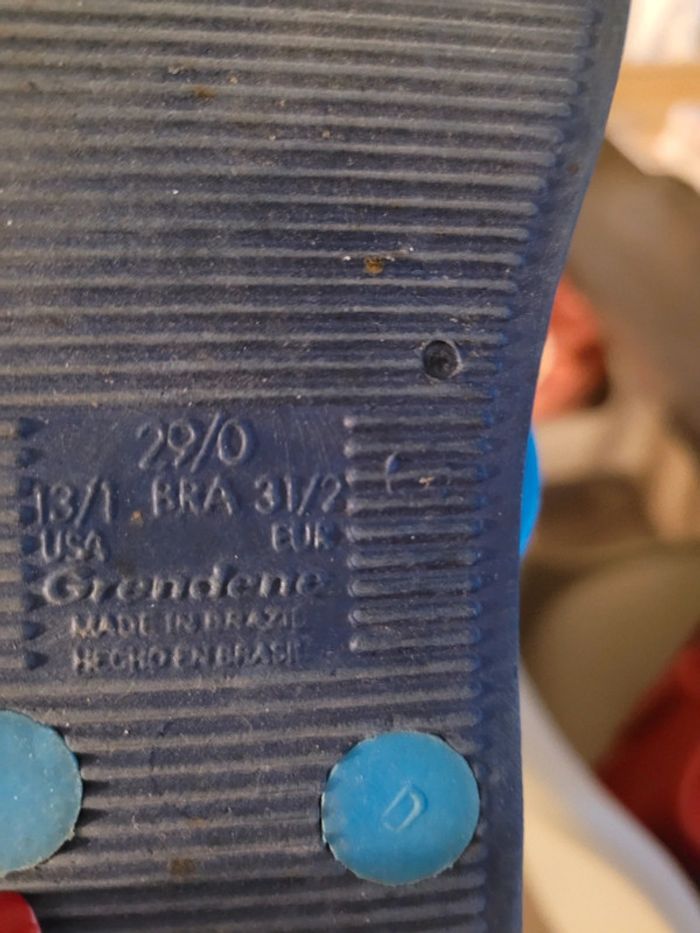 29/0
13/1 BRA 31/2
USA EUR
Grendene
MADE IN BRAZIL
HECHO EN BRASIL
D